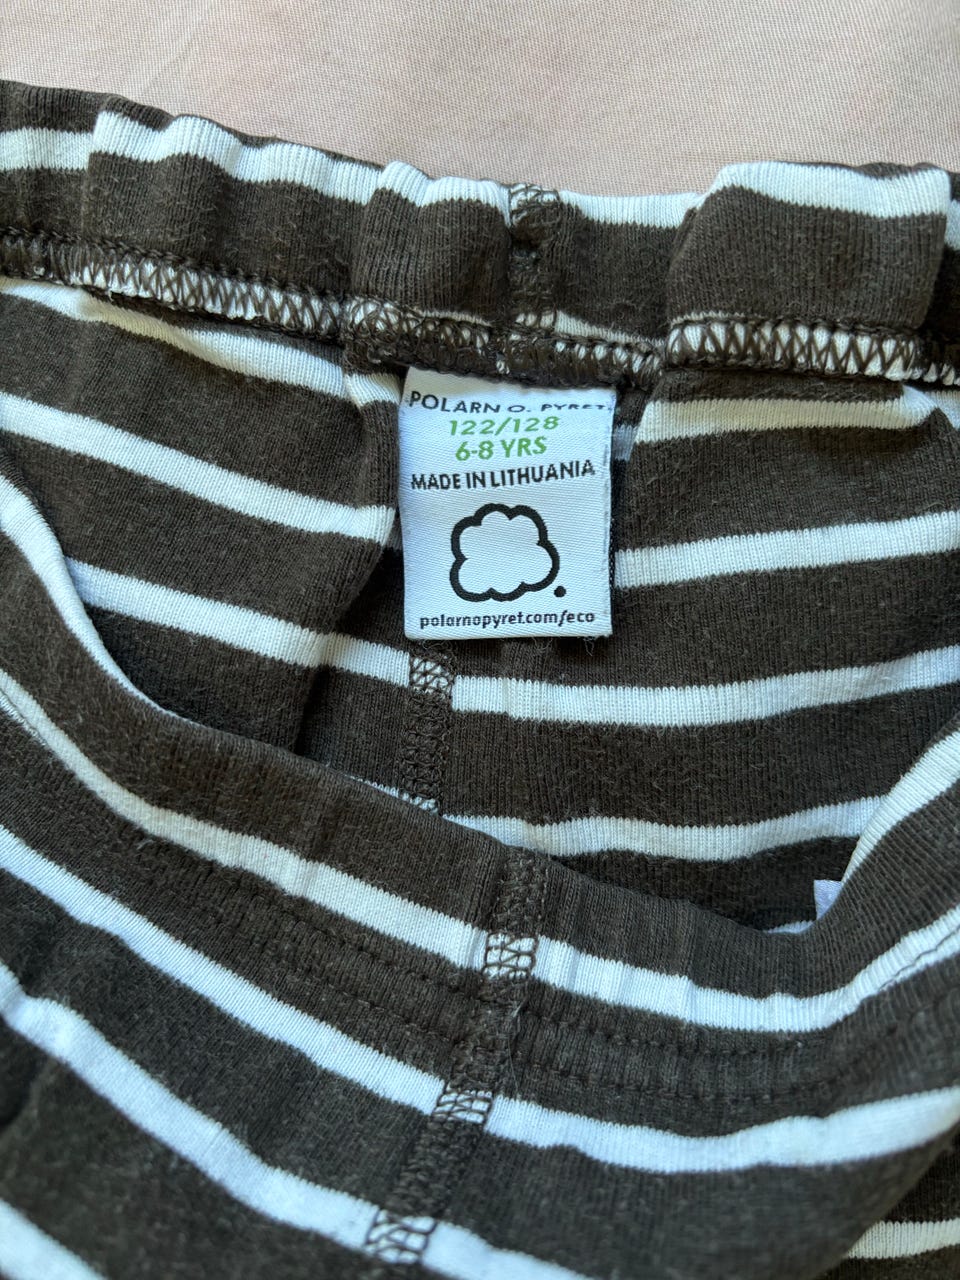 POLARN O. PYRET
122/128
6-8 YRS
MADE IN LITHUANIA
polarnopyret.com/eco